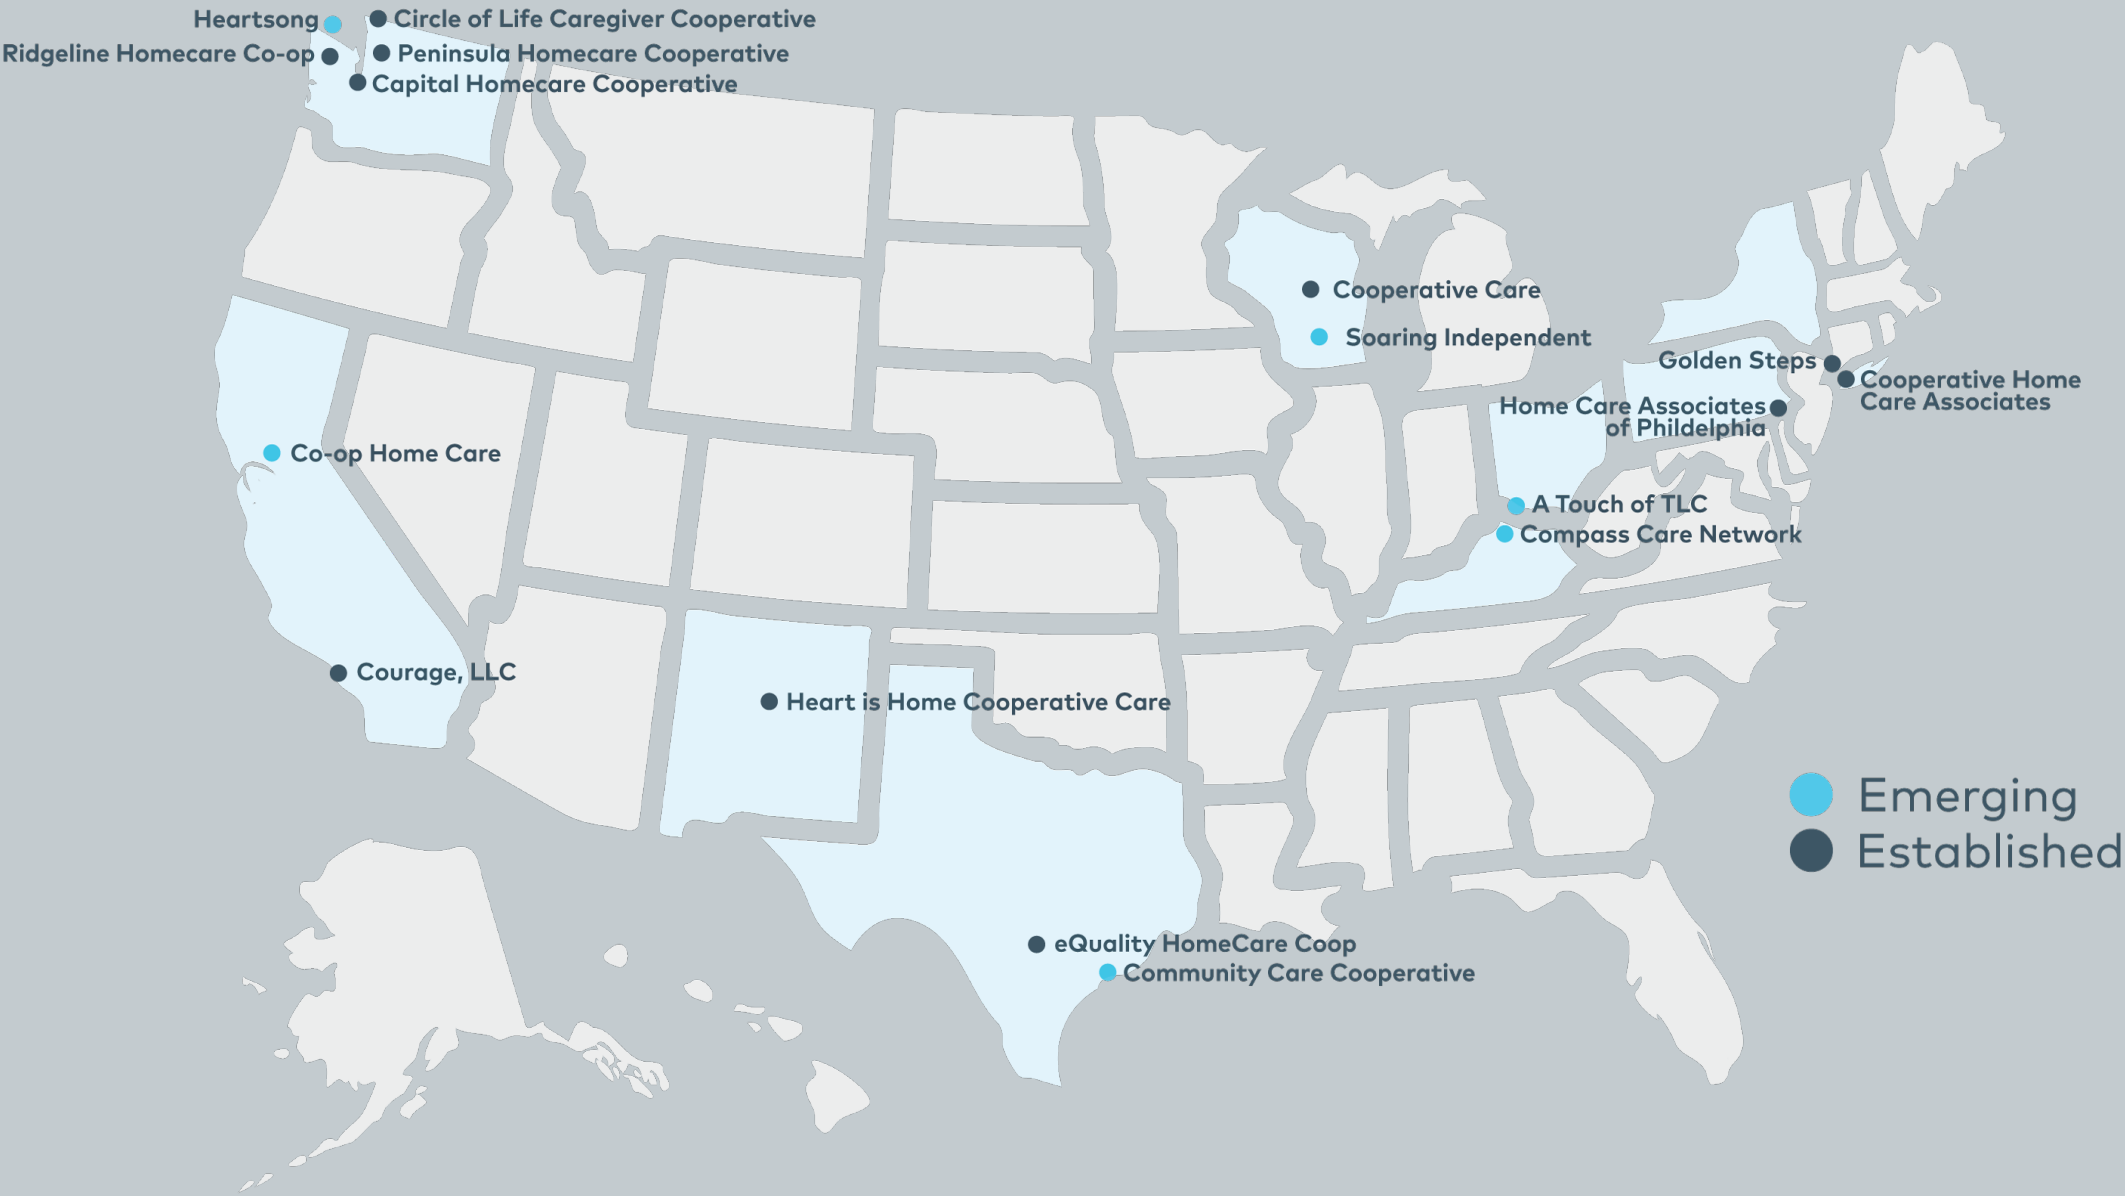 Heartsong
Circle of Life Caregiver Cooperative
Ridgeline Homecare Co-op
Peninsula Homecare Cooperative
Capital Homecare Cooperative
Cooperative Care
Soaring Independent
Golden Steps
Cooperative Home
Care Associates
Home Care Associates
of Phildelphia
Co-op Home Care
A Touch of TLC
Compass Care Network
Courage, LLC
Heart is Home Cooperative Care
Emerging
Established
eQuality HomeCare Coop
Community Care Cooperative